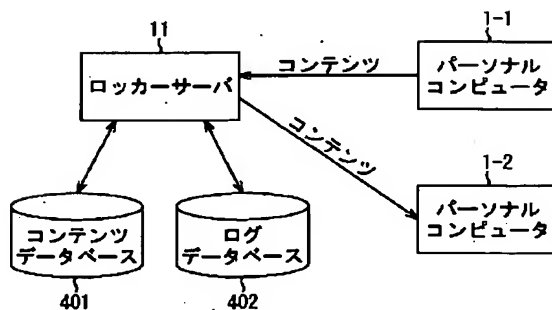 11
ロッカーサーバ
コンテンツ
1-1
パーソナル
コンピュータ
コンテンツ
1-2
パーソナル
コンピュータ
コンテンツ
データベース
401
ログ
データベース
402